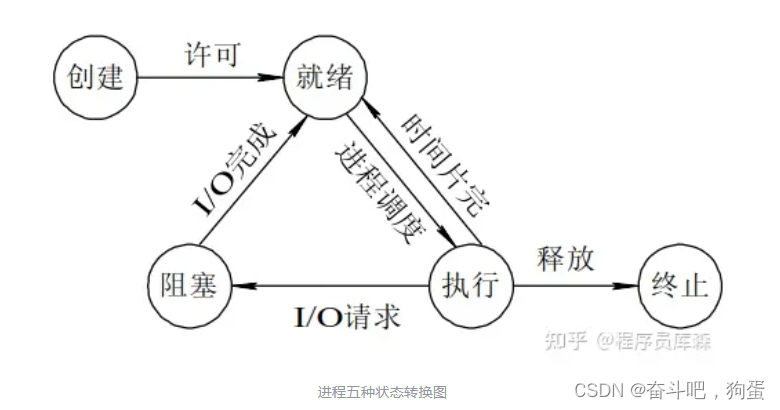 许可
创建
就绪
I/O完成
进程调度
时间片完
阻塞
执行
释放
终止
I/O请求
知乎 @程序员库森
进程五种状态转换图
CSDN @奋斗吧，狗蛋